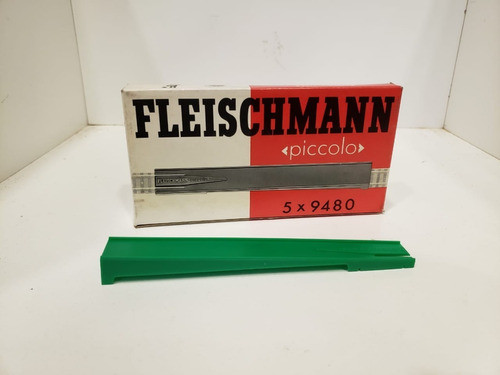 FLEISCHMANN
‹piccolo›
5 x 9480